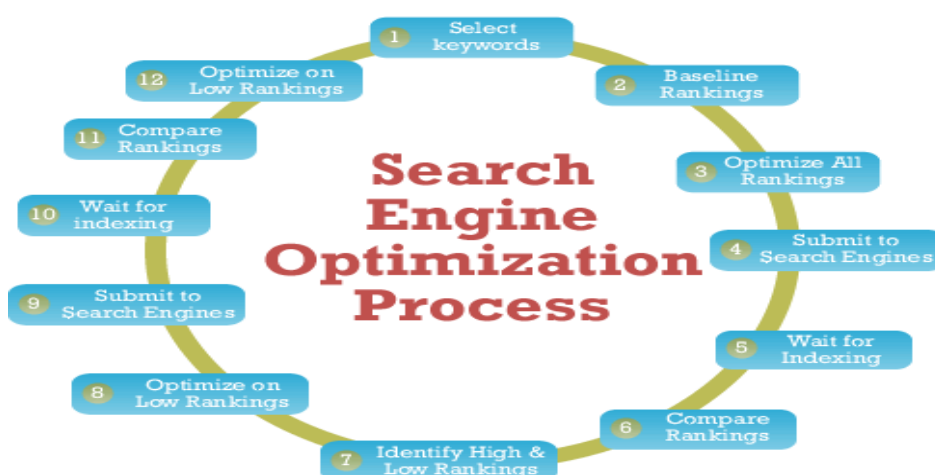 1 Select
keywords
2 Baseline
Rankings
3 Optimize All
Rankings
4 Submit to
Search Engines
5 Wait for
Indexing
6 Compare
Rankings
7 Identify High &
Low Rankings
8 Optimize on
Low Rankings
9 Submit to
Search Engines
10 Wait for
indexing
11 Compare
Rankings
12 Optimize on
Low Rankings
Search
Engine
Optimization
Process